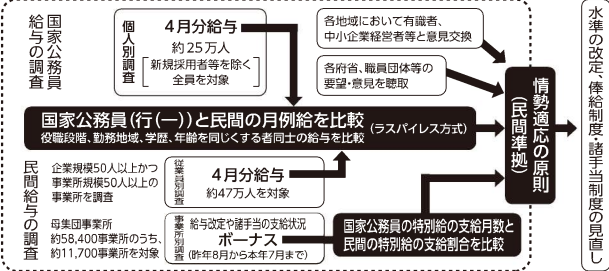 国家公務員
給与の調査
個人別調査
4月分給与
約25万人
新規採用者等を除く
全員を対象
各地域において有識者、
中小企業経営者等と意見交換
各府省、職員団体等の
要望・意見を聴取
国家公務員(行(一))と民間の月例給を比較
役職段階、勤務地域、学歴、年齢を同じくする者同士の給与を比較
(ラスパイレス方式)
情勢適応の原則
(民間準拠)
水準の改定、俸給制度・諸手当制度の見直し
民間給与の調査
企業規模50人以上かつ
事業所規模50人以上の
事業所を調査
従業員別調査
4月分給与
約47万人を対象
母集団事業所
約58,400事業所のうち、
約11,700事業所を対象
事業所別調査
給与改定や諸手当の支給状況
ボーナス
(昨年8月から本年7月まで)
国家公務員の特別給の支給月数と
民間の特別給の支給割合を比較